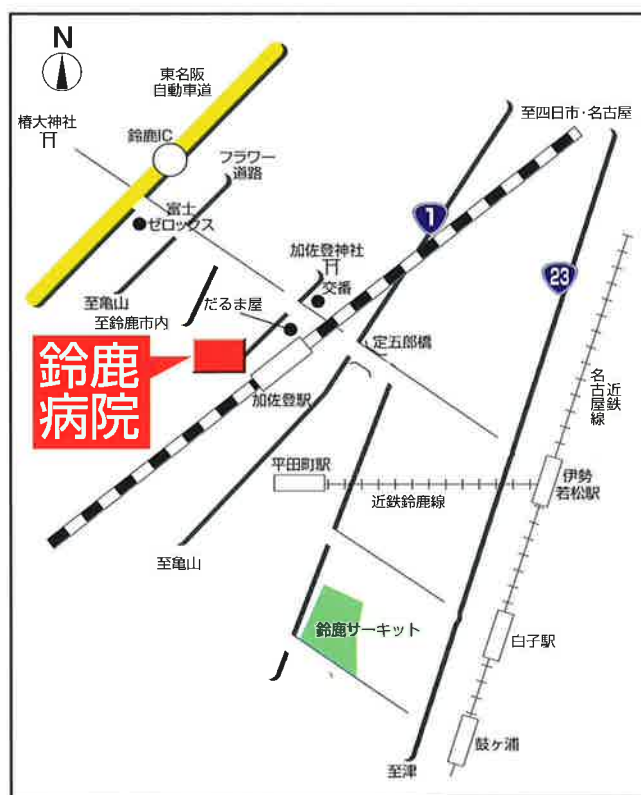 N
東名阪
自動車道
至四日市・名古屋
椿大神社
鈴鹿IC
フラワー
道路
富士
ゼロックス
1
加佐登神社
23
至亀山
交番
至鈴鹿市内
だるま屋
定五郎橋
鈴鹿
病院
加佐登駅
近鉄
名古屋線
平田町駅
伊勢
若松駅
近鉄鈴鹿線
至亀山
鈴鹿サーキット
白子駅
鼓ヶ浦
至津